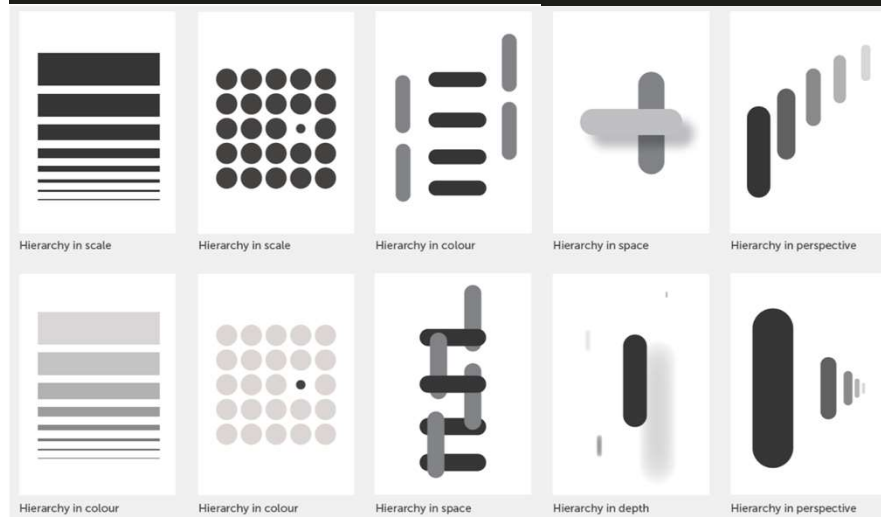 Hierarchy in scale
Hierarchy in scale
Hierarchy in colour
Hierarchy in space
Hierarchy in perspective
Hierarchy in colour
Hierarchy in colour
Hierarchy in space
Hierarchy in depth
Hierarchy in perspective